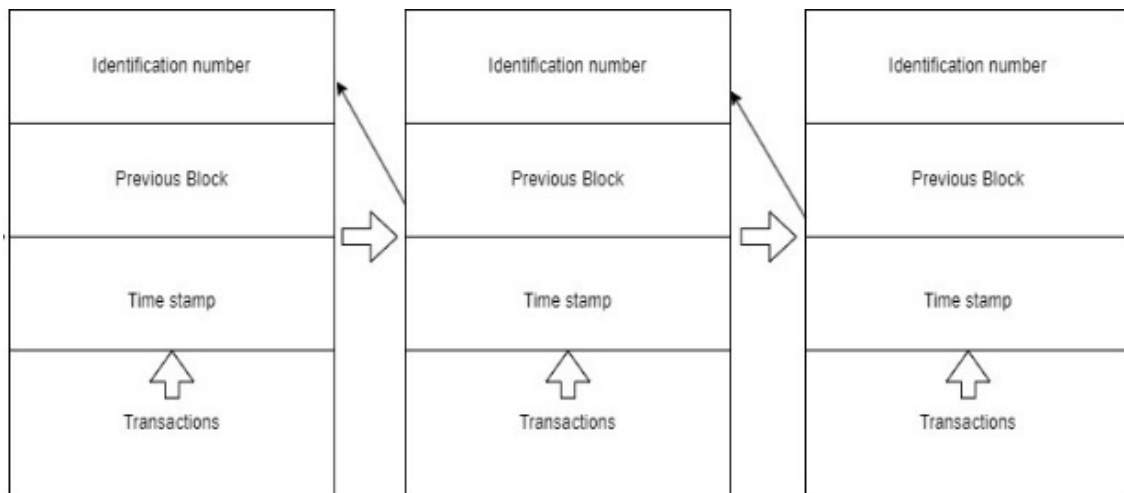 Identification number
Previous Block
Time stamp
Transactions
Identification number
Previous Block
Time stamp
Transactions
Identification number
Previous Block
Time stamp
Transactions